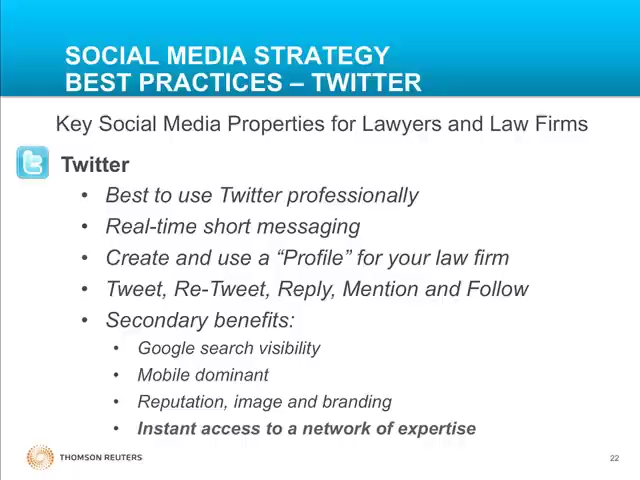 SOCIAL MEDIA STRATEGY
BEST PRACTICES – TWITTER
Key Social Media Properties for Lawyers and Law Firms
Twitter
• Best to use Twitter professionally
• Real-time short messaging
• Create and use a “Profile” for your law firm
• Tweet, Re-Tweet, Reply, Mention and Follow
• Secondary benefits:
• Google search visibility
• Mobile dominant
• Reputation, image and branding
• Instant access to a network of expertise
THOMSON REUTERS
22